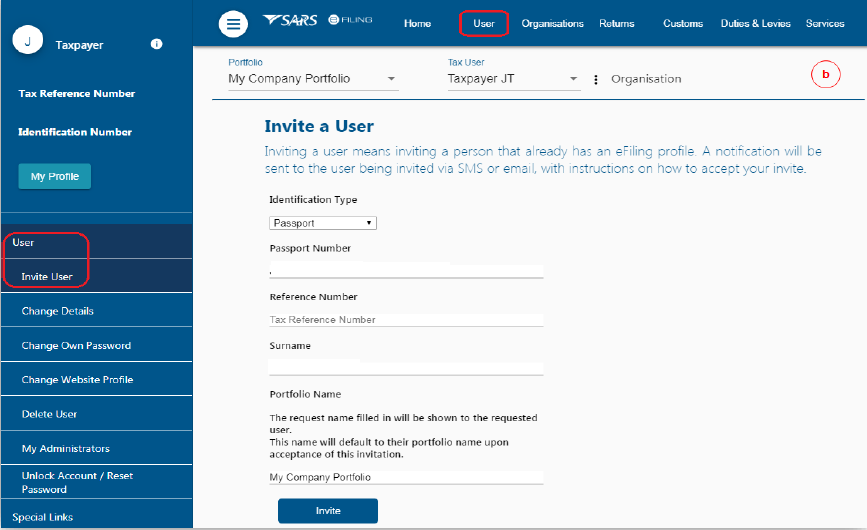 SARS eFILING
Home
User
Organisations
Returns
Customs
Duties & Levies
Services
J
Taxpayer
i
Tax Reference Number
Identification Number
My Profile
User
Invite User
Change Details
Change Own Password
Change Website Profile
Delete User
My Administrators
Unlock Account / Reset
Password
Special Links
Portfolio
My Company Portfolio
Tax User
Taxpayer JT
Organisation
b
Invite a User
Inviting a user means inviting a person that already has an eFiling profile. A notification will be
sent to the user being invited via SMS or email, with instructions on how to accept your invite.
Identification Type
Passport
Passport Number
Reference Number
Tax Reference Number
Surname
Portfolio Name
The request name filled in will be shown to the requested
user.
This name will default to their portfolio name upon
acceptance of this invitation.
My Company Portfolio
Invite